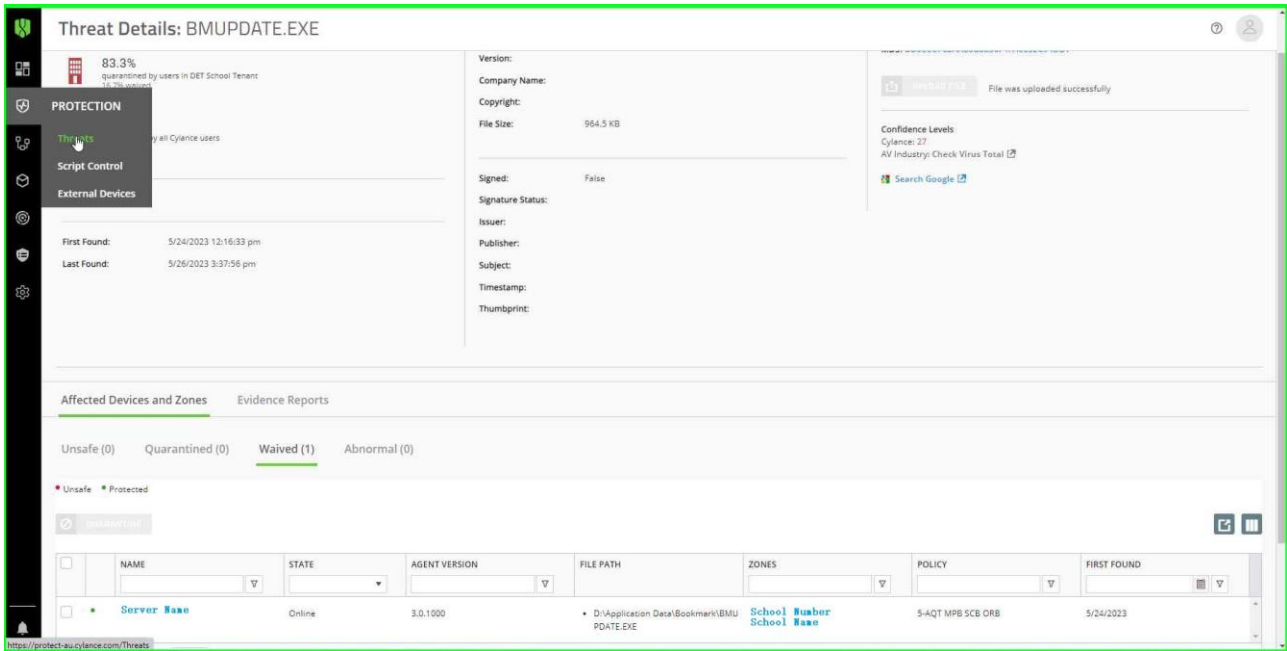 Threat Details: BMUPDATE.EXE
83.3%
quarantined by users in DET School Tenant
16.7% waived
PROTECTION
Threats
Script Control
External Devices
by all Cylance users
First Found: 5/24/2023 12:16:33 pm
Last Found: 5/26/2023 3:37:56 pm
Version:
Company Name:
Copyright:
File Size: 964.5 KB
Signed: False
Signature Status:
Issuer:
Publisher:
Subject:
Timestamp:
Thumbprint:
UPLOAD FILE File was uploaded successfully
Confidence Levels
Cylance: 27
AV Industry: Check Virus Total
Search Google
Affected Devices and Zones Evidence Reports
Unsafe (0) Quarantined (0) Waived (1) Abnormal (0)
Unsafe Protected
QUARANTINE
NAME STATE AGENT VERSION FILE PATH ZONES POLICY FIRST FOUND
Server Name Online 3.0.1000 • D:\Application Data\Bookmark\BMU School Number 5-AQT MPB SCB ORB 5/24/2023
PDATE.EXE School Name
https://protect-au.cylance.com/Threats